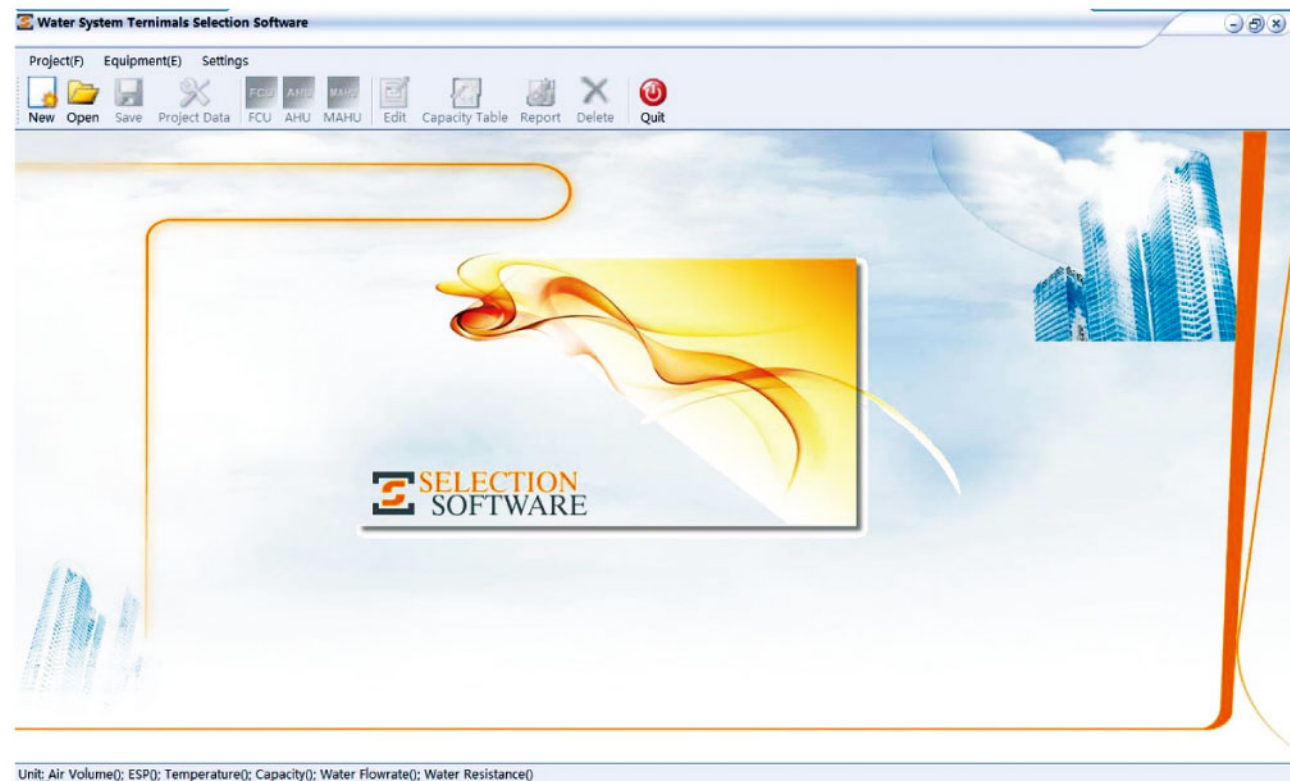 Water System Ternimals Selection Software
Project(F) Equipment(E) Settings
FCU AHU MAHU
New Open Save Project Data FCU AHU MAHU Edit Capacity Table Report Delete Quit
SELECTION
SOFTWARE
Unit: Air Volume(); ESP(); Temperature(); Capacity(); Water Flowrate(); Water Resistance()